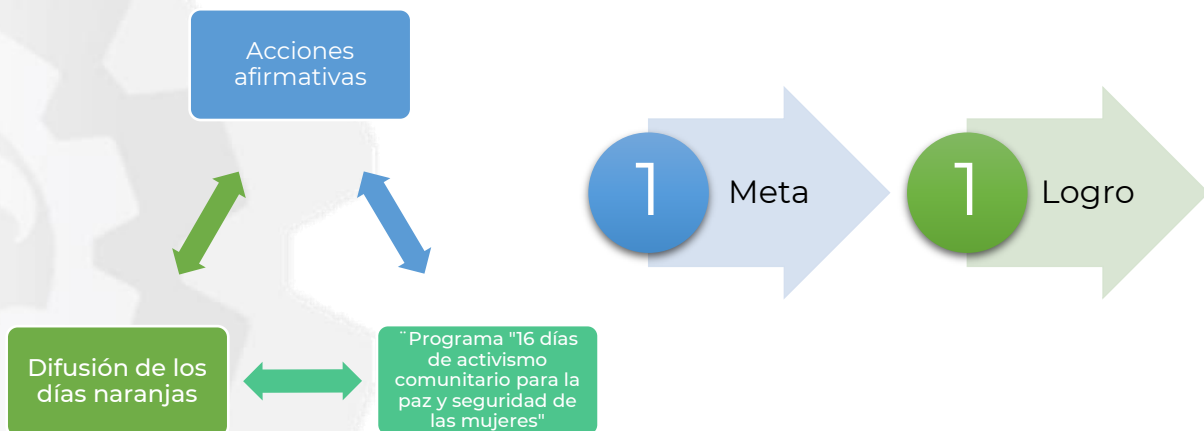 Acciones
afirmativas
1
Meta
1
Logro
Difusión de los
días naranjas
¨Programa "16 días
de activismo
comunitario para la
paz y seguridad de
las mujeres"